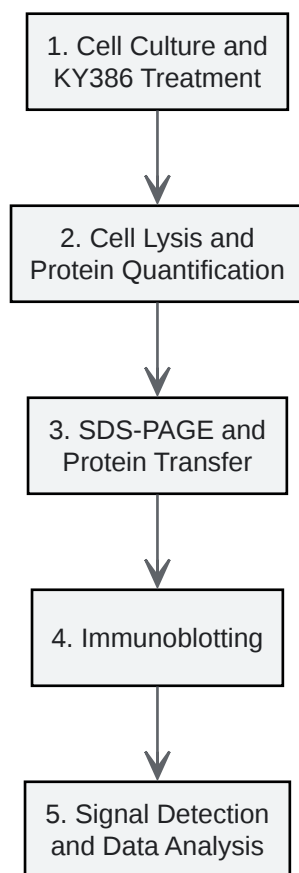 1. Cell Culture and
KY386 Treatment
2. Cell Lysis and
Protein Quantification
3. SDS-PAGE and
Protein Transfer
4. Immunoblotting
5. Signal Detection
and Data Analysis